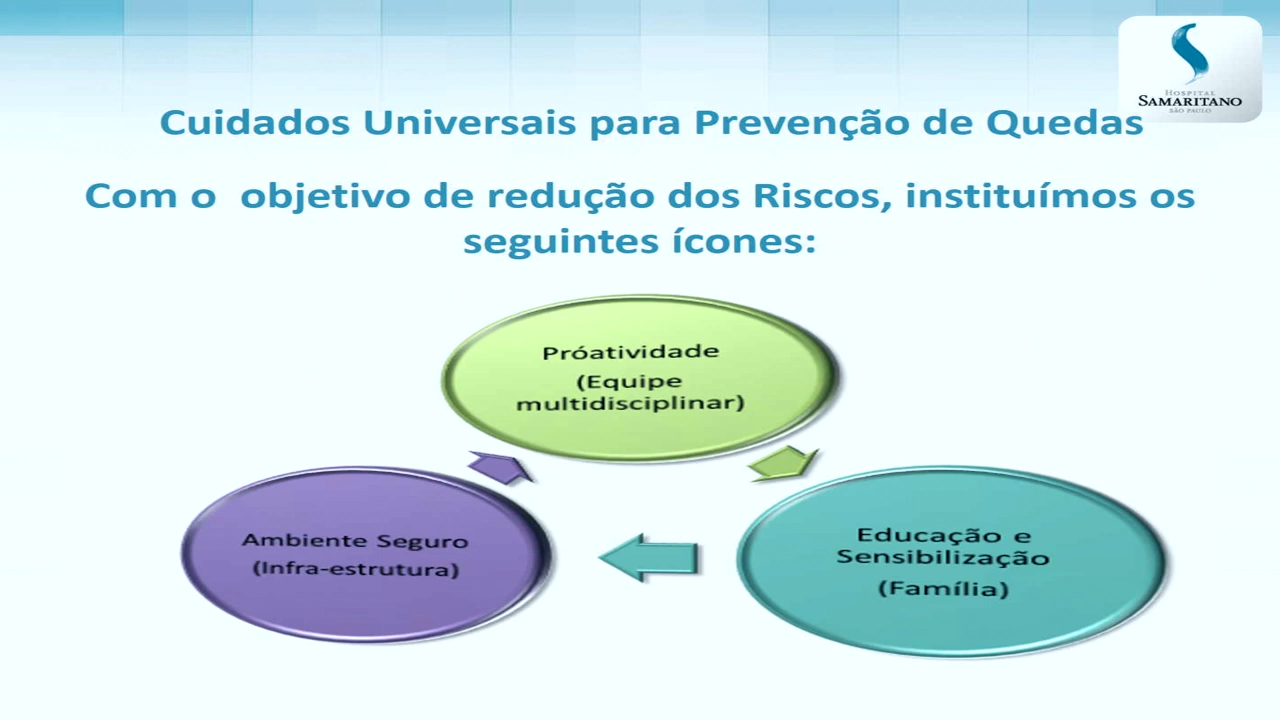 HOSPITAL
SAMARITANO
SÃO PAULO
Cuidados Universais para Prevenção de Quedas
Com o objetivo de redução dos Riscos, instituímos os
seguintes ícones:
Próatividade
(Equipe
multidisciplinar)
Educação e
Sensibilização
(Família)
Ambiente Seguro
(Infra-estrutura)